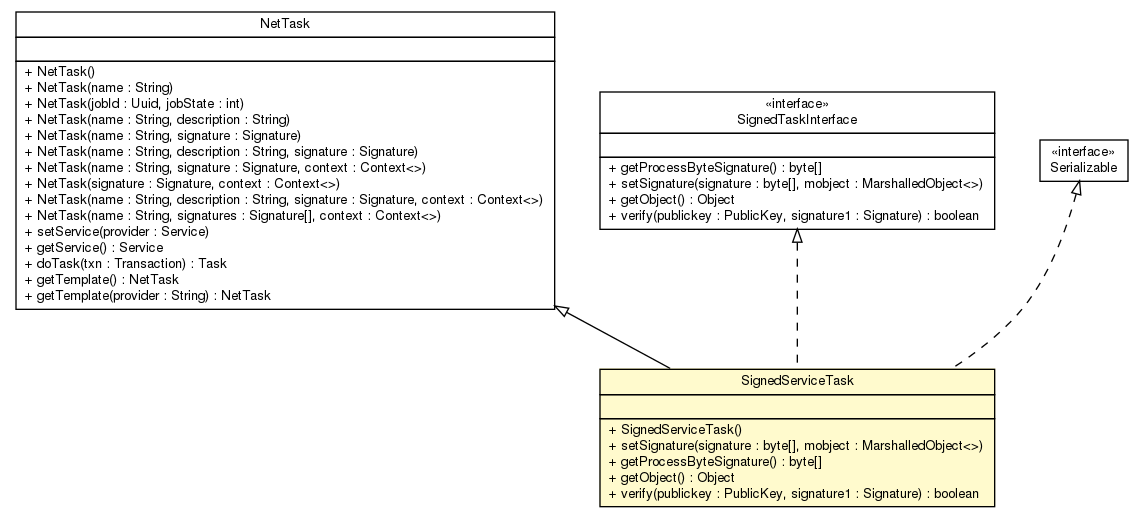 NetTask
+ NetTask()
+ NetTask(name : String)
+ NetTask(jobId : Uuid, jobState : int)
+ NetTask(name : String, description : String)
+ NetTask(name : String, signature : Signature)
+ NetTask(name : String, description : String, signature : Signature)
+ NetTask(name : String, signature : Signature, context : Context<>)
+ NetTask(signature : Signature, context : Context<>)
+ NetTask(name : String, description : String, signature : Signature, context : Context<>)
+ NetTask(name : String, signatures : Signature[], context : Context<>)
+ setService(provider : Service)
+ getService() : Service
+ doTask(txn : Transaction) : Task
+ getTemplate() : NetTask
+ getTemplate(provider : String) : NetTask
«interface»
SignedTaskInterface
+ getProcessByteSignature() : byte[]
+ setSignature(signature : byte[], mobject : MarshalledObject<>)
+ getObject() : Object
+ verify(publickey : PublicKey, signature1 : Signature) : boolean
«interface»
Serializable
SignedServiceTask
+ SignedServiceTask()
+ setSignature(signature : byte[], mobject : MarshalledObject<>)
+ getProcessByteSignature() : byte[]
+ getObject() : Object
+ verify(publickey : PublicKey, signature1 : Signature) : boolean